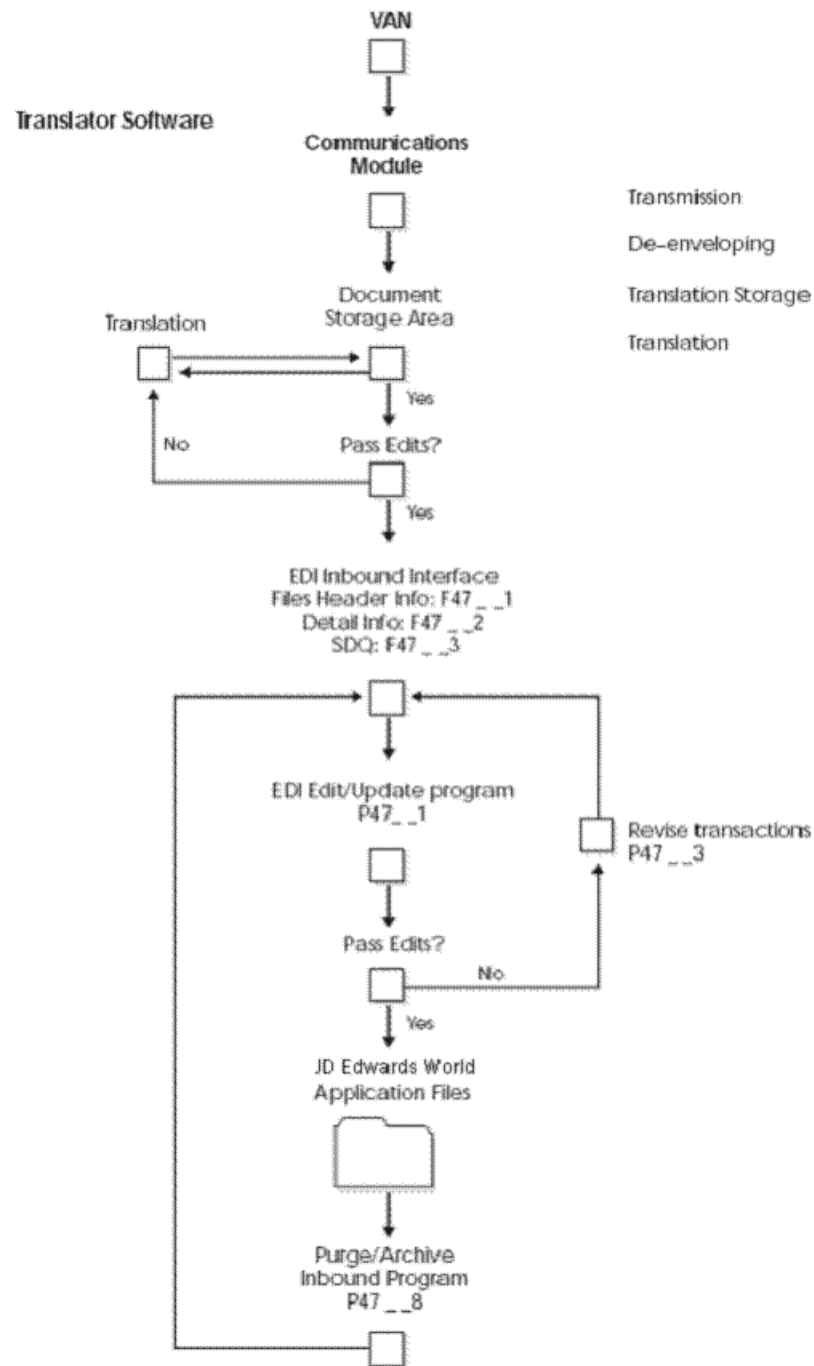 VAN
Translator Software
Communications
Module
Transmission
De-enveloping
Document
Storage Area
Translation Storage
Translation
Translation
Yes
No
Pass Edits?
Yes
EDI Inbound Interface
Files Header Info: F47 _ _1
Detail Info: F47 _ _2
SDQ: F47 _ _3
EDI Edit/Update program
P47_ _1
Revise transactions
P47 _ _3
Pass Edits?
No
Yes
JD Edwards World
Application Files
Purge/Archive
Inbound Program
P47 _ _8